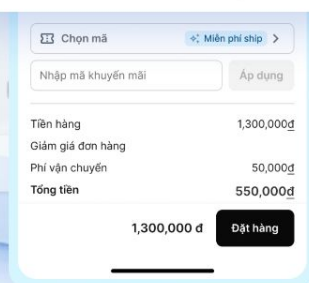 Chọn mã Miễn phí ship
Nhập mã khuyến mãi Áp dụng
Tiền hàng 1,300,000đ
Giảm giá đơn hàng
Phí vận chuyển 50,000đ
Tổng tiền 550,000đ
1,300,000 đ Đặt hàng